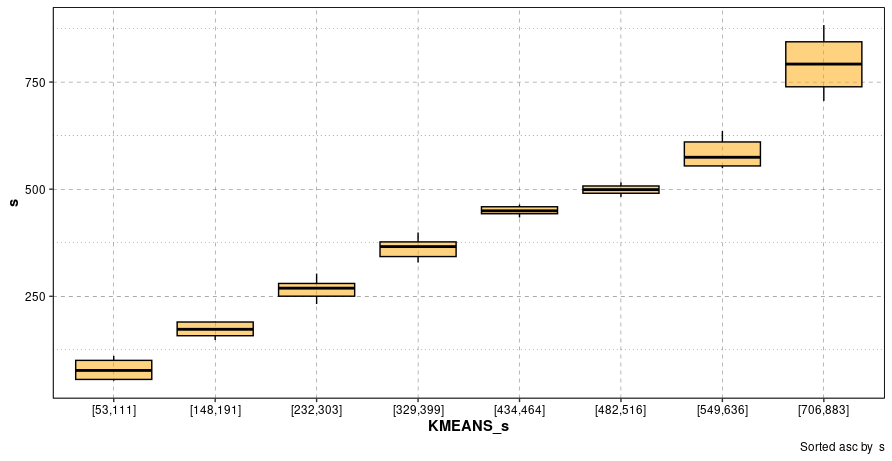 750
500
250
s
[53,111] [148,191] [232,303] [329,399] [434,464] [482,516] [549,636] [706,883]
KMEANS_s
Sorted asc by  s